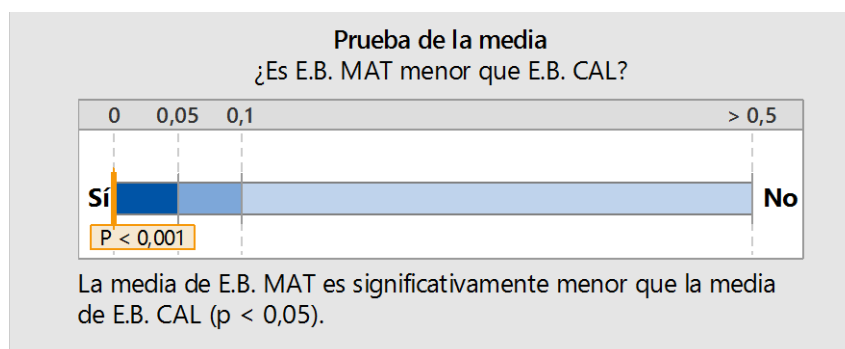 Prueba de la media
¿Es E.B. MAT menor que E.B. CAL?
0 0,05 0,1 > 0,5
Sí No
P < 0,001
La media de E.B. MAT es significativamente menor que la media
de E.B. CAL (p < 0,05).